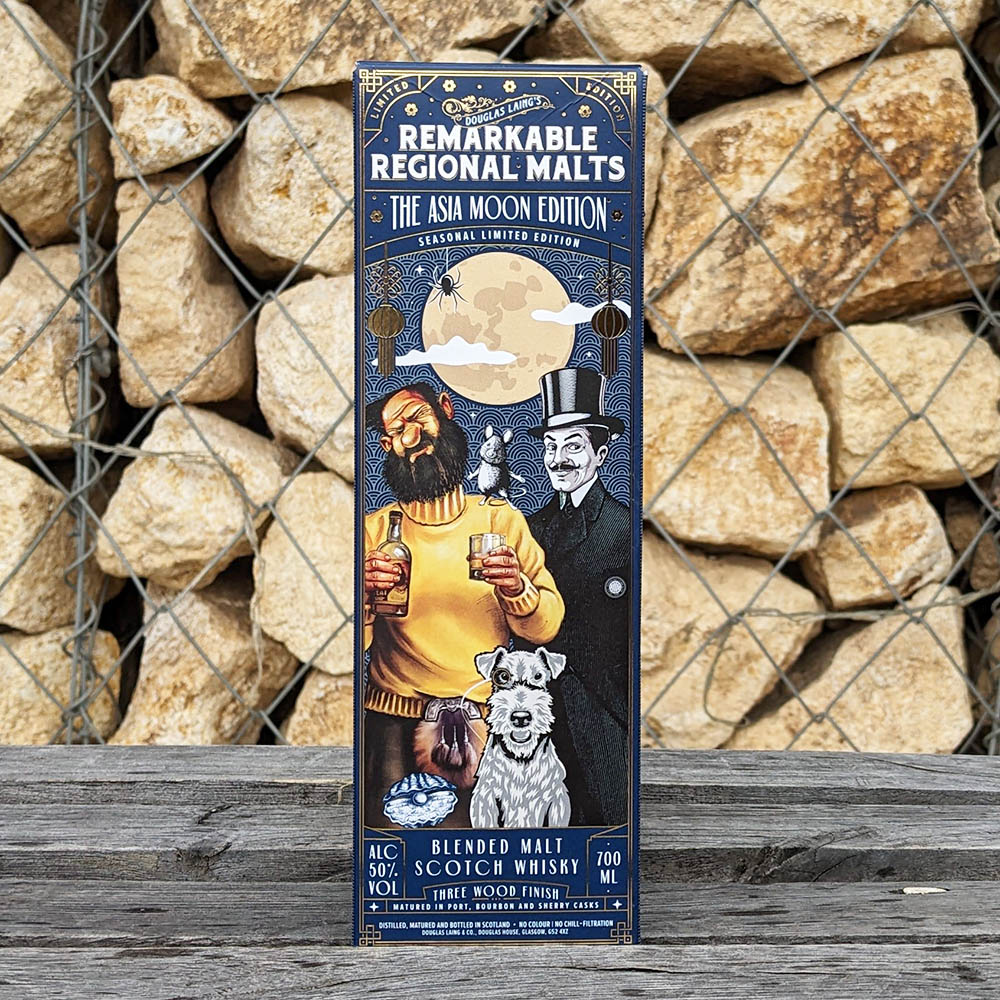 LIMITED
EDITION
DOUGLAS LAING'S
REMARKABLE
REGIONAL MALTS
THE ASIA MOON EDITION
SEASONAL LIMITED EDITION
BLENDED MALT
SCOTCH WHISKY
ALC
50%
VOL
700
ML
THREE WOOD FINISH
MATURED IN PORT, BOURBON AND SHERRY CASKS
DISTILLED, MATURED AND BOTTLED IN SCOTLAND • NO COLOUR | NO CHILL-FILTRATION
DOUGLAS LAING & CO., DOUGLAS HOUSE, GLASGOW, G52 4XZ